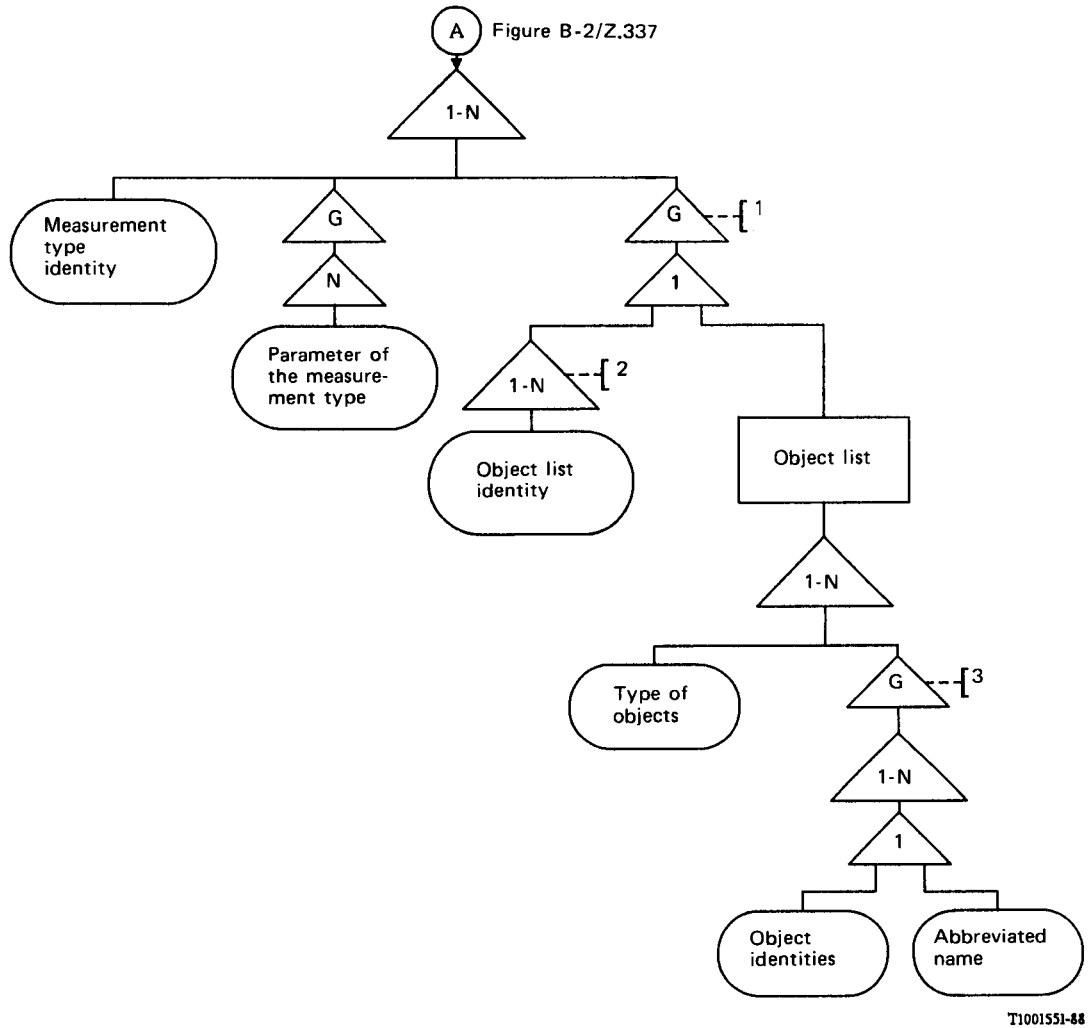 A
Figure B-2/Z.337
1-N
Measurement
type
identity
G
N
Parameter of
the measure-
ment type
G
1
1
1-N
2
Object list
identity
Object list
1-N
Type of
objects
G
3
1-N
1
Object
identities
Abbreviated
name
T1001551-88